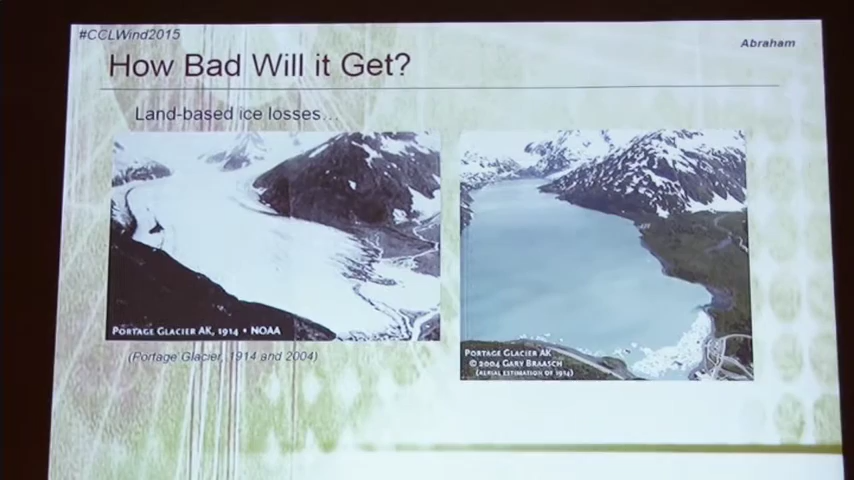 #CCLWind2015
Abraham
How Bad Will it Get?
Land-based ice losses...
PORTAGE GLACIER AK, 1914 • NOAA
(Portage Glacier, 1914 and 2004)
PORTAGE GLACIER AK
© 2004 GARY BRAASCH
(AERIAL ESTIMATION OF 1914)